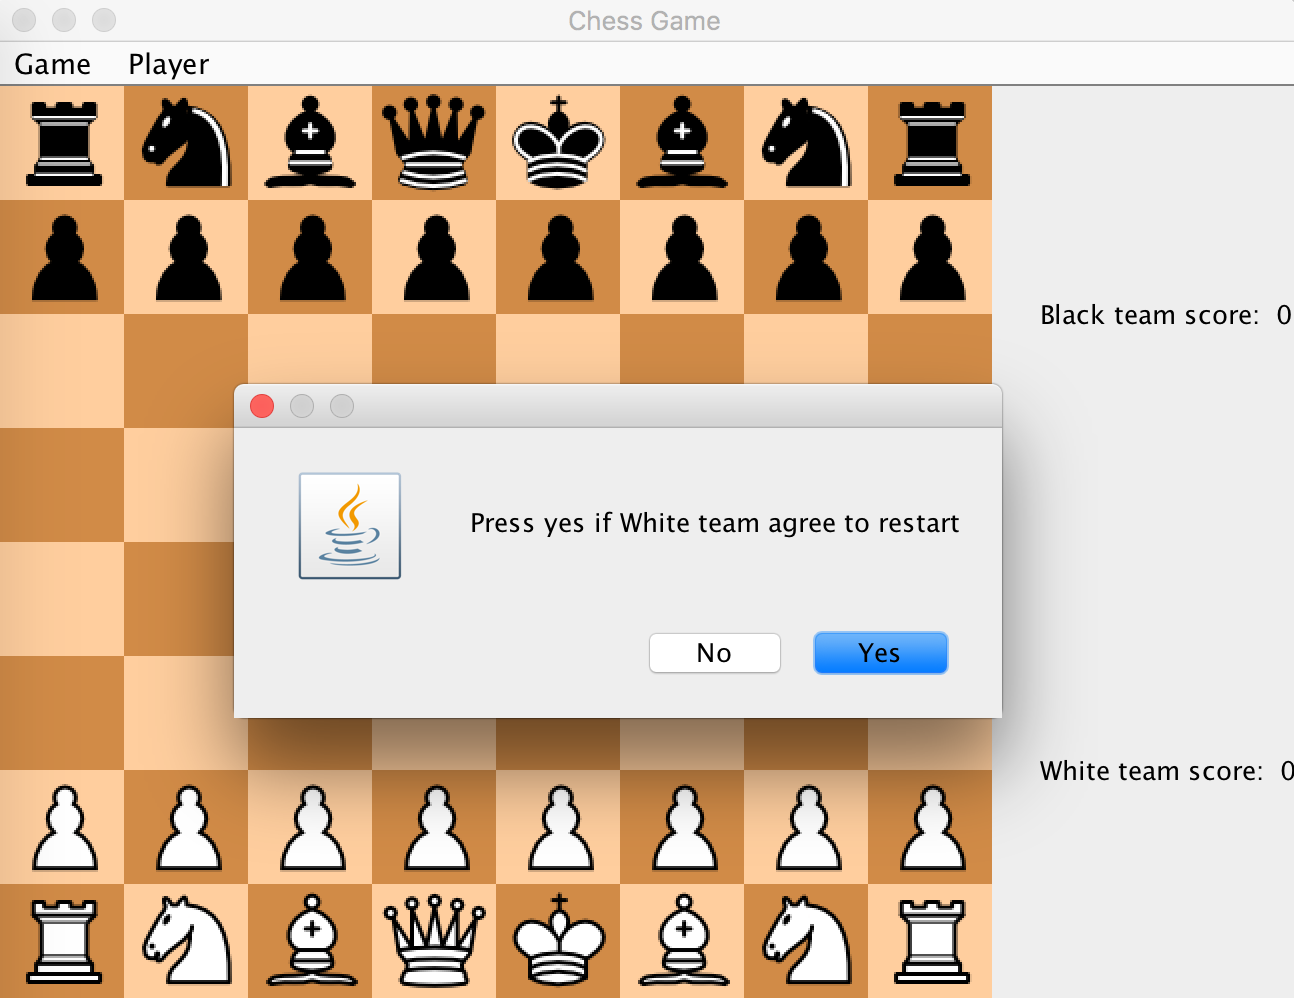 Chess Game
Game Player
Black team score: 0
Press yes if White team agree to restart
No Yes
White team score: 0